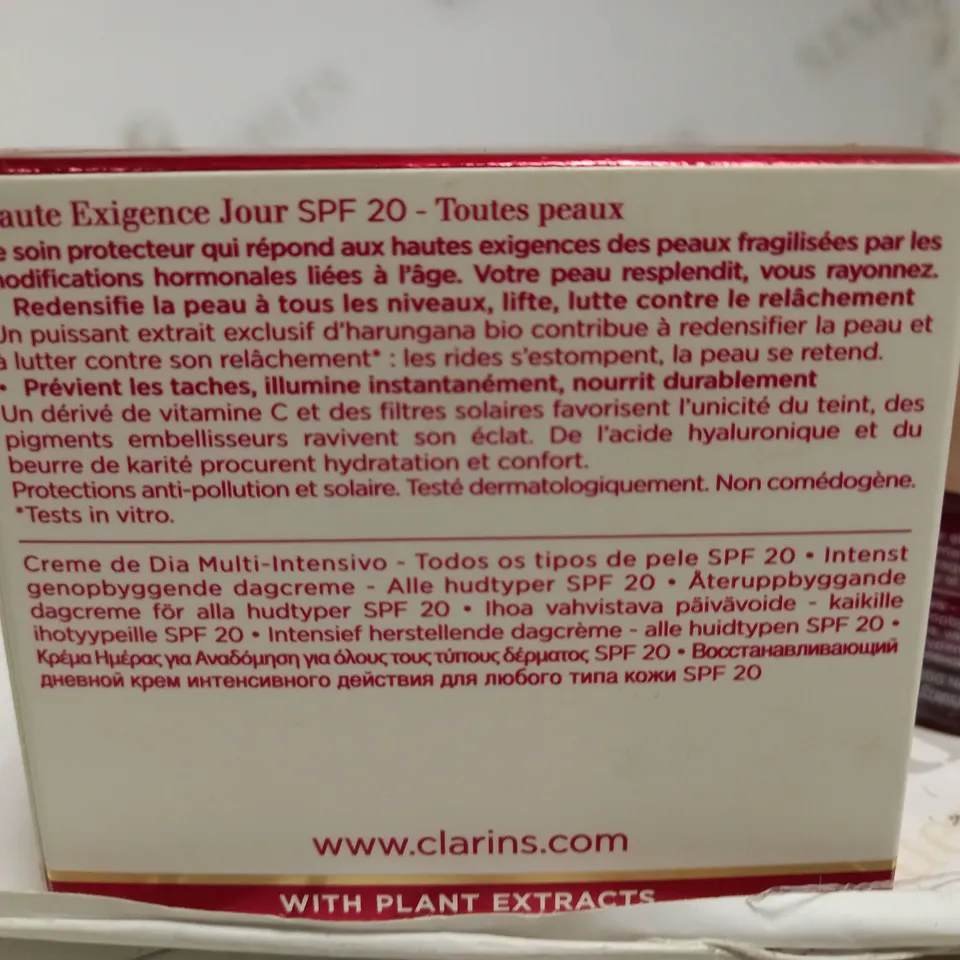 aute Exigence Jour SPF 20 - Toutes peaux
e soin protecteur qui répond aux hautes exigences des peaux fragilisées par les
modifications hormonales liées à l'âge. Votre peau resplendit, vous rayonnez.
Redensifie la peau à tous les niveaux, lifte, lutte contre le relâchement
Un puissant extrait exclusif d'harungana bio contribue à redensifier la peau et
à lutter contre son relâchement* : les rides s'estompent, la peau se retend.
• Prévient les taches, illumine instantanément, nourrit durablement
Un dérivé de vitamine C et des filtres solaires favorisent l'unicité du teint, des
pigments embellisseurs ravivent son éclat. De l'acide hyaluronique et du
beurre de karité procurent hydratation et confort.
Protections anti-pollution et solaire. Testé dermatologiquement. Non comédogène.
*Tests in vitro.
Creme de Dia Multi-Intensivo - Todos os tipos de pele SPF 20 • Intenst
genopbyggende dagcreme - Alle hudtyper SPF 20 • Återuppbyggande
dagcreme för alla hudtyper SPF 20 • Ihoa vahvistava päivävoide - kaikille
ihotyypeille SPF 20 • Intensief herstellende dagcrème - alle huidtypen SPF 20 •
Κρέμα Ημέρας για Αναδόμηση για όλους τους τύπους δέρματος SPF 20 • Восстанавливающий
дневной крем интенсивного действия для любого типа кожи SPF 20
www.clarins.com
WITH PLANT EXTRACTS